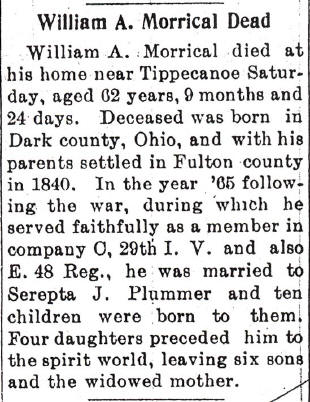 William A. Morrical Dead
William A. Morrical died at
his home near Tippecanoe Satur-
day, aged 62 years, 9 months and
24 days. Deceased was born in
Dark county, Ohio, and with his
parents settled in Fulton county
in 1840. In the year '65 follow-
ing the war, during which he
served faithfully as a member in
company C, 29th I. V. and also
E. 48 Reg., he was married to
Serepta J. Plummer and ten
children were born to them.
Four daughters preceded him to
the spirit world, leaving six sons
and the widowed mother.